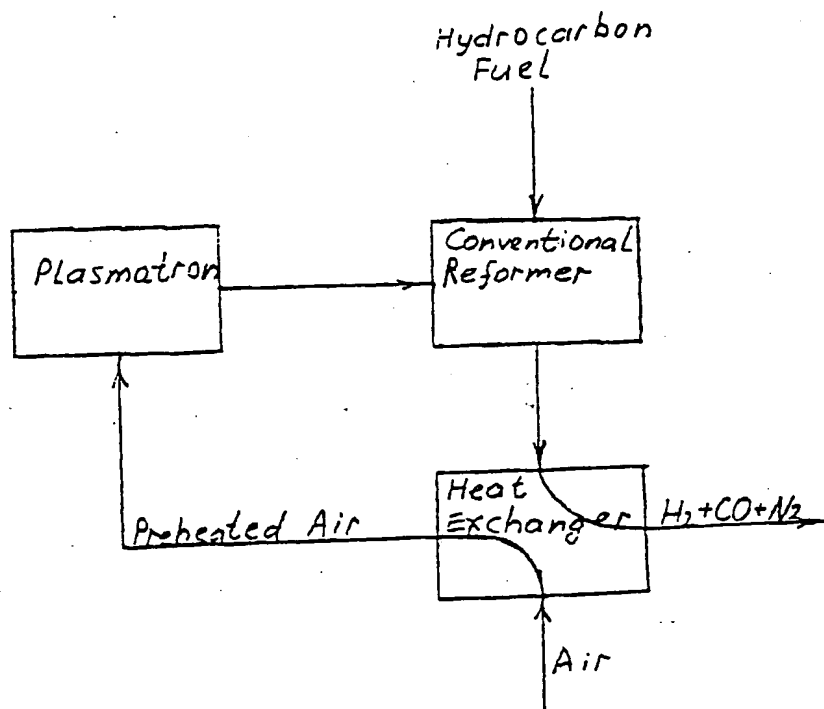 Hydrocarbon
Fuel
Plasmatron
Conventional
Reformer
Heat
Exchanger
Preheated Air
H2+CO+N2
Air